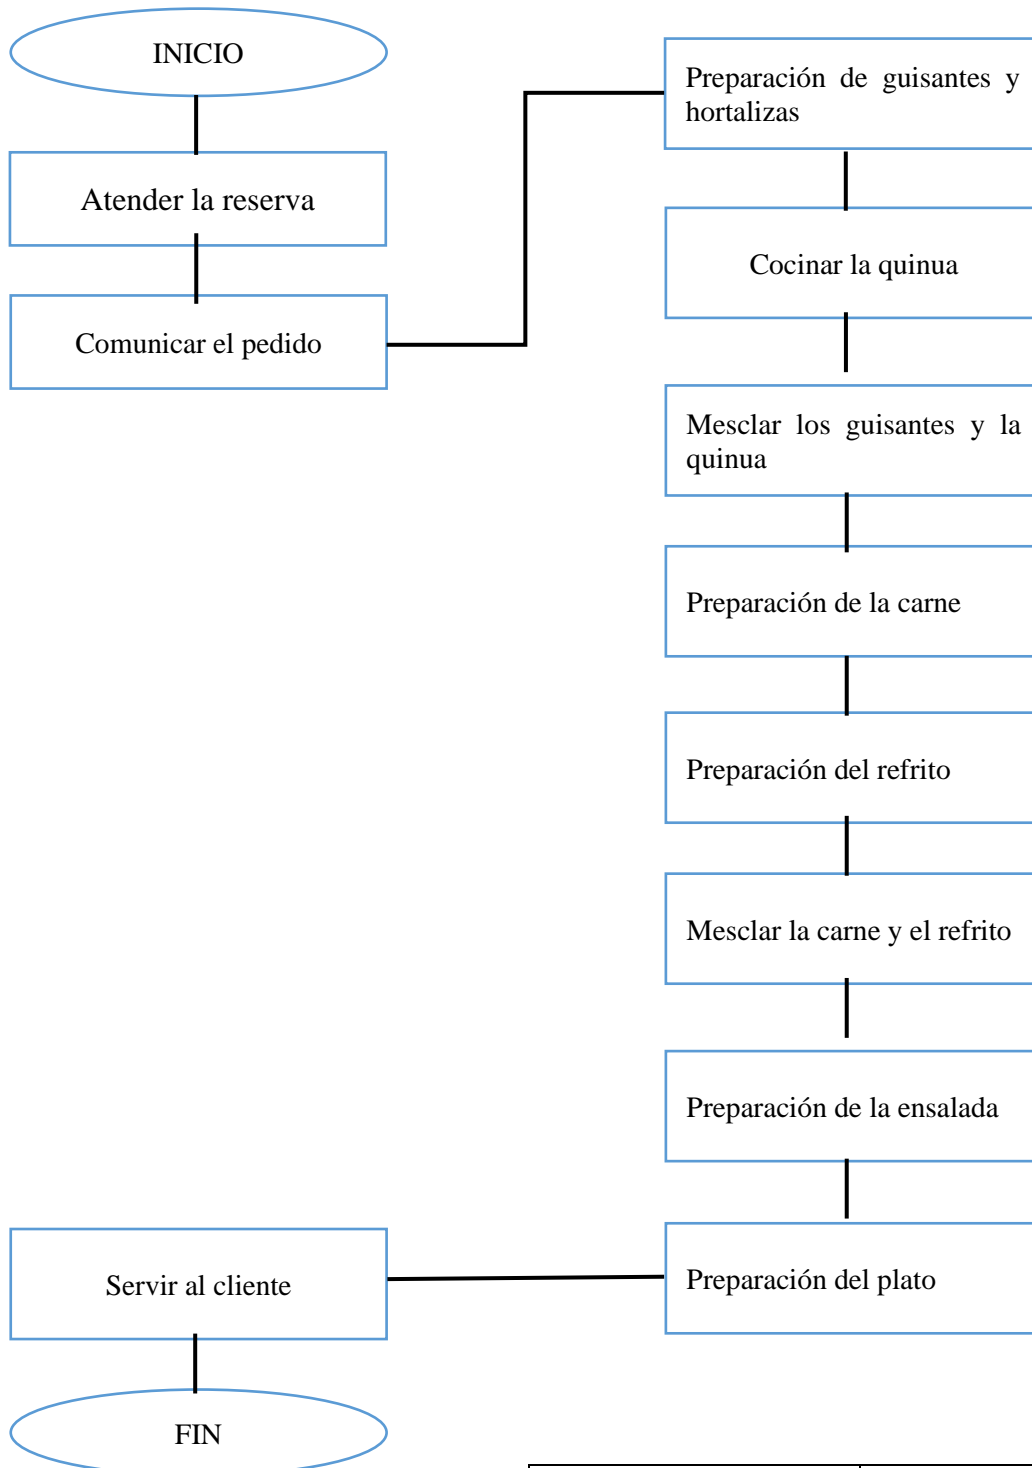 INICIO
Atender la reserva
Comunicar el pedido
Preparación de guisantes y
hortalizas
Cocinar la quinua
Mesclar los guisantes y la
quinua
Preparación de la carne
Preparación del refrito
Mesclar la carne y el refrito
Preparación de la ensalada
Preparación del plato
Servir al cliente
FIN